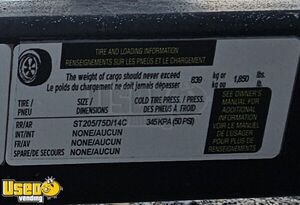 TIRE AND LOADING INFORMATION
RENSEIGNEMENTS SUR LES PNEUS ET LE CHARGEMENT
The weight of cargo should never exceed 839 kg or 1,850 lbs.
Le poids du chargement ne doit jamais dépasser kg ou lb.
TIRE / SIZE COLD TIRE PRESS. / PRESS.
PNEU DIMENSION DES PNEUS À FROID
RR/AR ST205/75D/14C 345KPA (50 PSI)
INT/INT NONE/AUCUN
FR/AV NONE/AUCUN
SPARE/DE SECOURS NONE/AUCUN
SEE OWNER'S
MANUAL FOR
ADDITIONAL
INFORMATION
VOIR LE MANUEL
DE L'USAGER
POUR PLUS DE
RENSEIGNEMENTS
Used
vending